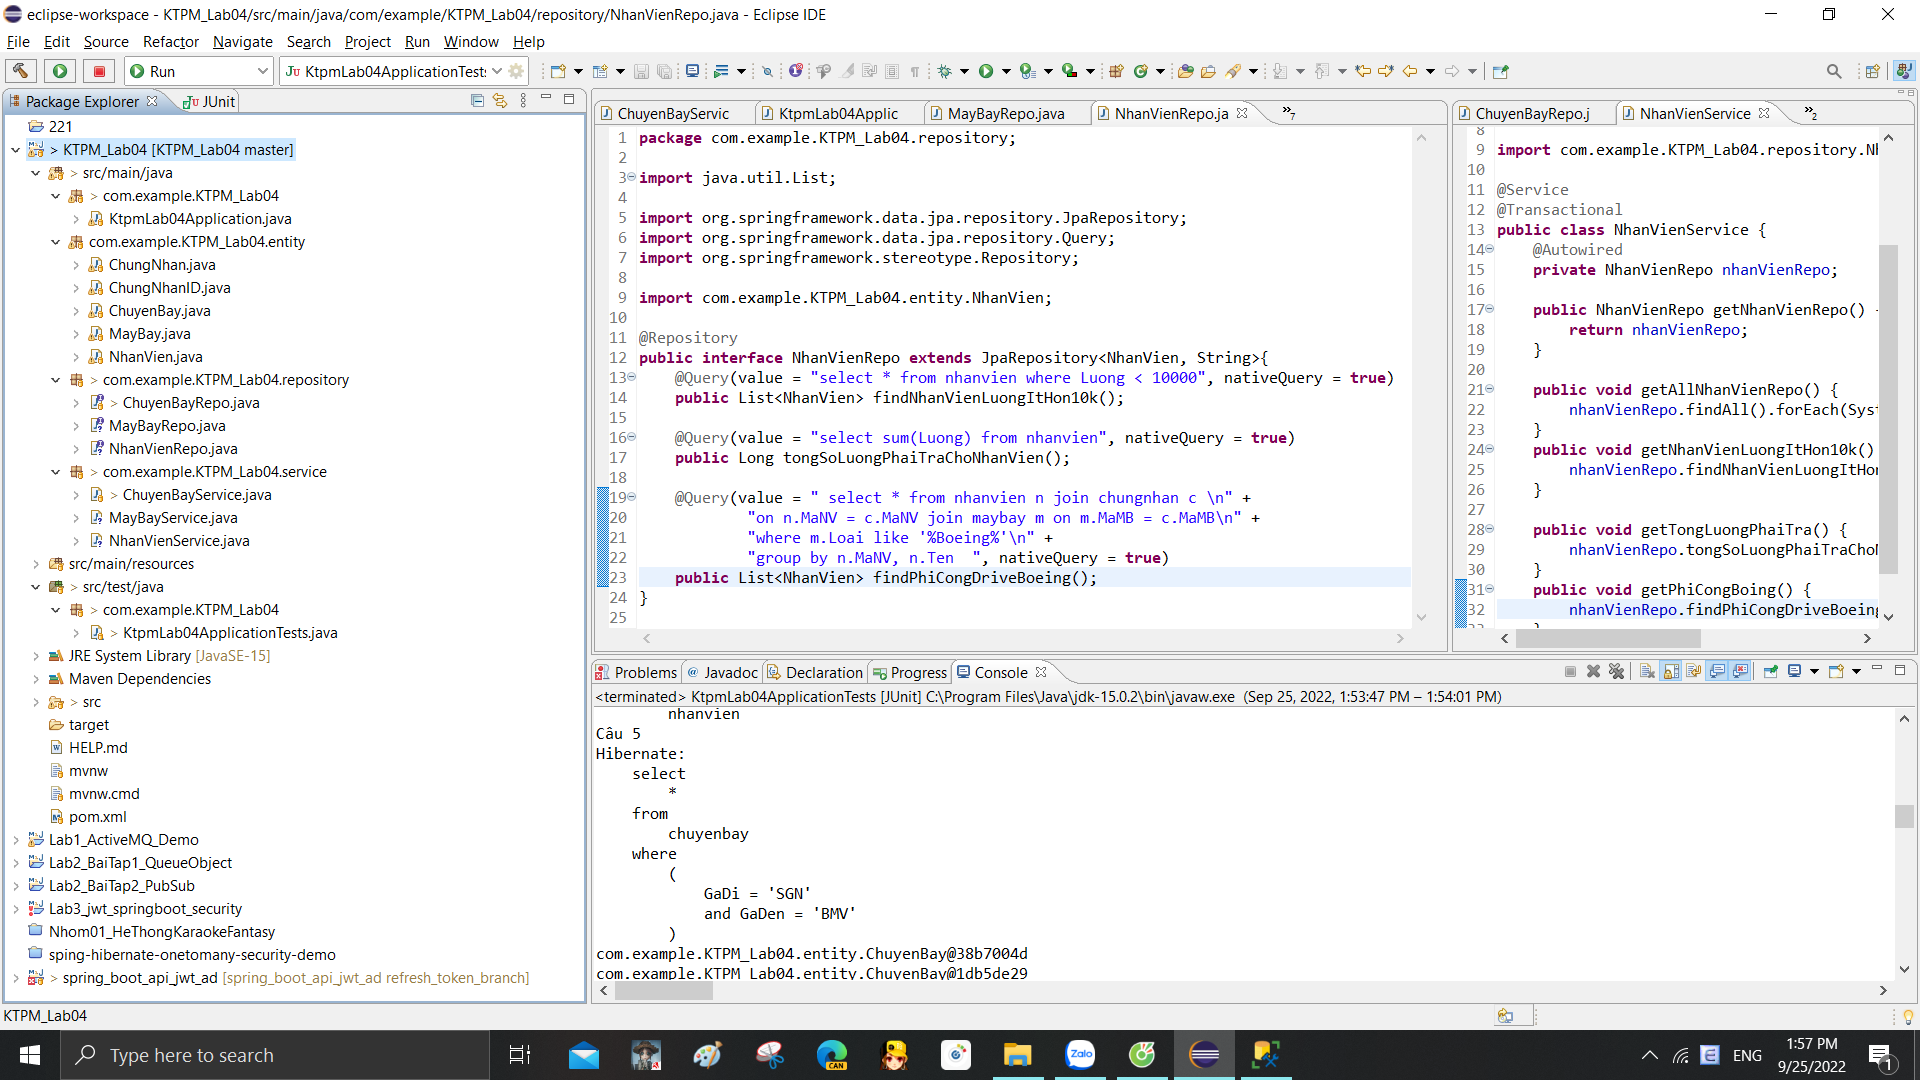 eclipse-workspace - KTPM_Lab04/src/main/java/com/example/KTPM_Lab04/repository/NhanVienRepo.java - Eclipse IDE
File Edit Source Refactor Navigate Search Project Run Window Help
Run
KtpmLab04ApplicationTest:
Package Explorer
JUnit
221
> KTPM_Lab04 [KTPM_Lab04 master]
> src/main/java
> com.example.KTPM_Lab04
KtpmLab04Application.java
com.example.KTPM_Lab04.entity
ChungNhan.java
ChungNhanID.java
ChuyenBay.java
MayBay.java
NhanVien.java
> com.example.KTPM_Lab04.repository
> ChuyenBayRepo.java
MayBayRepo.java
NhanVienRepo.java
> com.example.KTPM_Lab04.service
> ChuyenBayService.java
MayBayService.java
NhanVienService.java
src/main/resources
> src/test/java
> com.example.KTPM_Lab04
> KtpmLab04ApplicationTests.java
JRE System Library [JavaSE-15]
Maven Dependencies
> src
target
HELP.md
mvnw
mvnw.cmd
pom.xml
Lab1_ActiveMQ_Demo
Lab2_BaiTap1_QueueObject
Lab2_BaiTap2_PubSub
Lab3_jwt_springboot_security
Nhom01_HeThongKaraokeFantasy
sping-hibernate-onetomany-security-demo
> spring_boot_api_jwt_ad [spring_boot_api_jwt_ad refresh_token_branch]
ChuyenBayServic
KtpmLab04Applic
MayBayRepo.java
NhanVienRepo.ja
»7
1 package com.example.KTPM_Lab04.repository;
2
3 import java.util.List;
4
5 import org.springframework.data.jpa.repository.JpaRepository;
6 import org.springframework.data.jpa.repository.Query;
7 import org.springframework.stereotype.Repository;
8
9 import com.example.KTPM_Lab04.entity.NhanVien;
10
11 @Repository
12 public interface NhanVienRepo extends JpaRepository<NhanVien, String>{
13 @Query(value = "select * from nhanvien where Luong < 10000", nativeQuery = true)
14 public List<NhanVien> findNhanVienLuongItHon10k();
15
16 @Query(value = "select sum(Luong) from nhanvien", nativeQuery = true)
17 public Long tongSoLuongPhaiTraChoNhanVien();
18
19 @Query(value = " select * from nhanvien n join chungnhan c \n" +
20 "on n.MaNV = c.MaNV join maybay m on m.MaMB = c.MaMB\n" +
21 "where m.Loai like '%Boeing%'\n" +
22 "group by n.MaNV, n.Ten  ", nativeQuery = true)
23 public List<NhanVien> findPhiCongDriveBoeing();
24 }
25
ChuyenBayRepo.j
NhanVienService
»2
8
9 import com.example.KTPM_Lab04.repository.Nh
10
11 @Service
12 @Transactional
13 public class NhanVienService {
14 @Autowired
15 private NhanVienRepo nhanVienRepo;
16
17 public NhanVienRepo getNhanVienRepo() {
18 return nhanVienRepo;
19 }
20
21 public void getAllNhanVienRepo() {
22 nhanVienRepo.findAll().forEach(Syst
23 }
24 public void getNhanVienLuongItHon10k()
25 nhanVienRepo.findNhanVienLuongItHon
26 }
27
28 public void getTongLuongPhaiTra() {
29 nhanVienRepo.tongSoLuongPhaiTraChoN
30 }
31 public void getPhiCongBoing() {
32 nhanVienRepo.findPhiCongDriveBoeing
Problems
Javadoc
Declaration
Progress
Console
<terminated> KtpmLab04ApplicationTests [JUnit] C:\Program Files\Java\jdk-15.0.2\bin\javaw.exe (Sep 25, 2022, 1:53:47 PM – 1:54:01 PM)
nhanvien
Câu 5
Hibernate:
select
*
from
chuyenbay
where
(
GaDi = 'SGN'
and GaDen = 'BMV'
)
com.example.KTPM_Lab04.entity.ChuyenBay@38b7004d
com.example.KTPM_Lab04.entity.ChuyenBay@1db5de29
KTPM_Lab04
Type here to search
CAN
Zalo
ENG
1:57 PM
9/25/2022
1